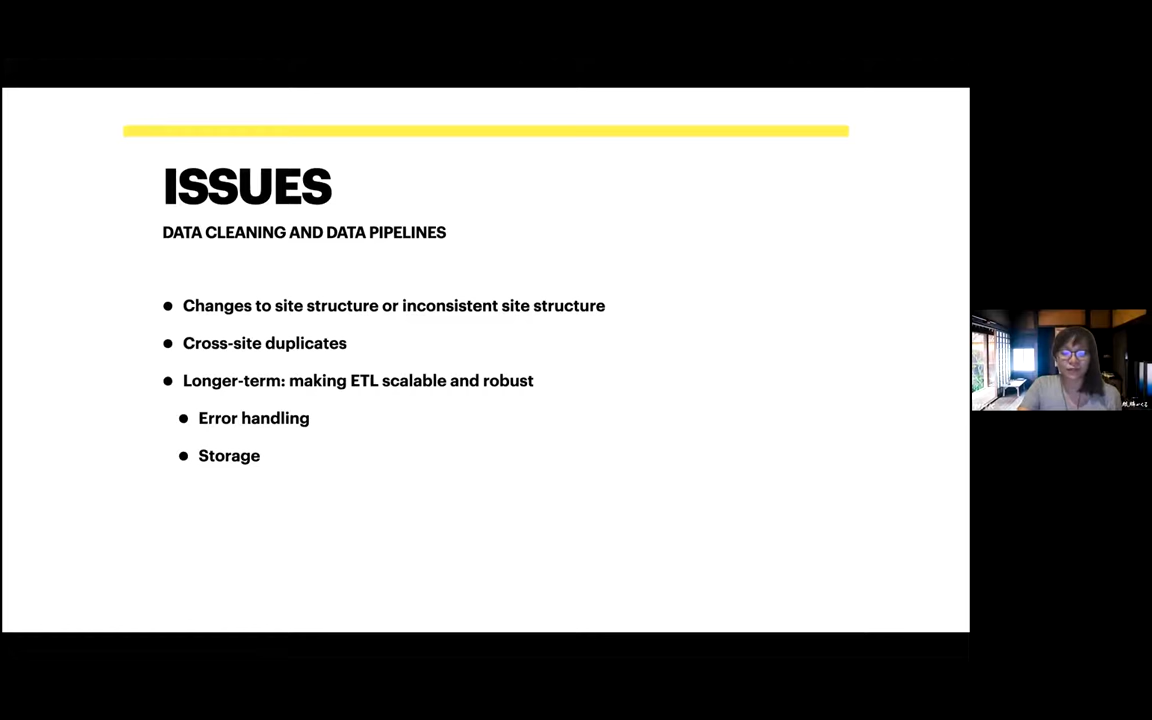 ISSUES
DATA CLEANING AND DATA PIPELINES
● Changes to site structure or inconsistent site structure
● Cross-site duplicates
● Longer-term: making ETL scalable and robust
● Error handling
● Storage